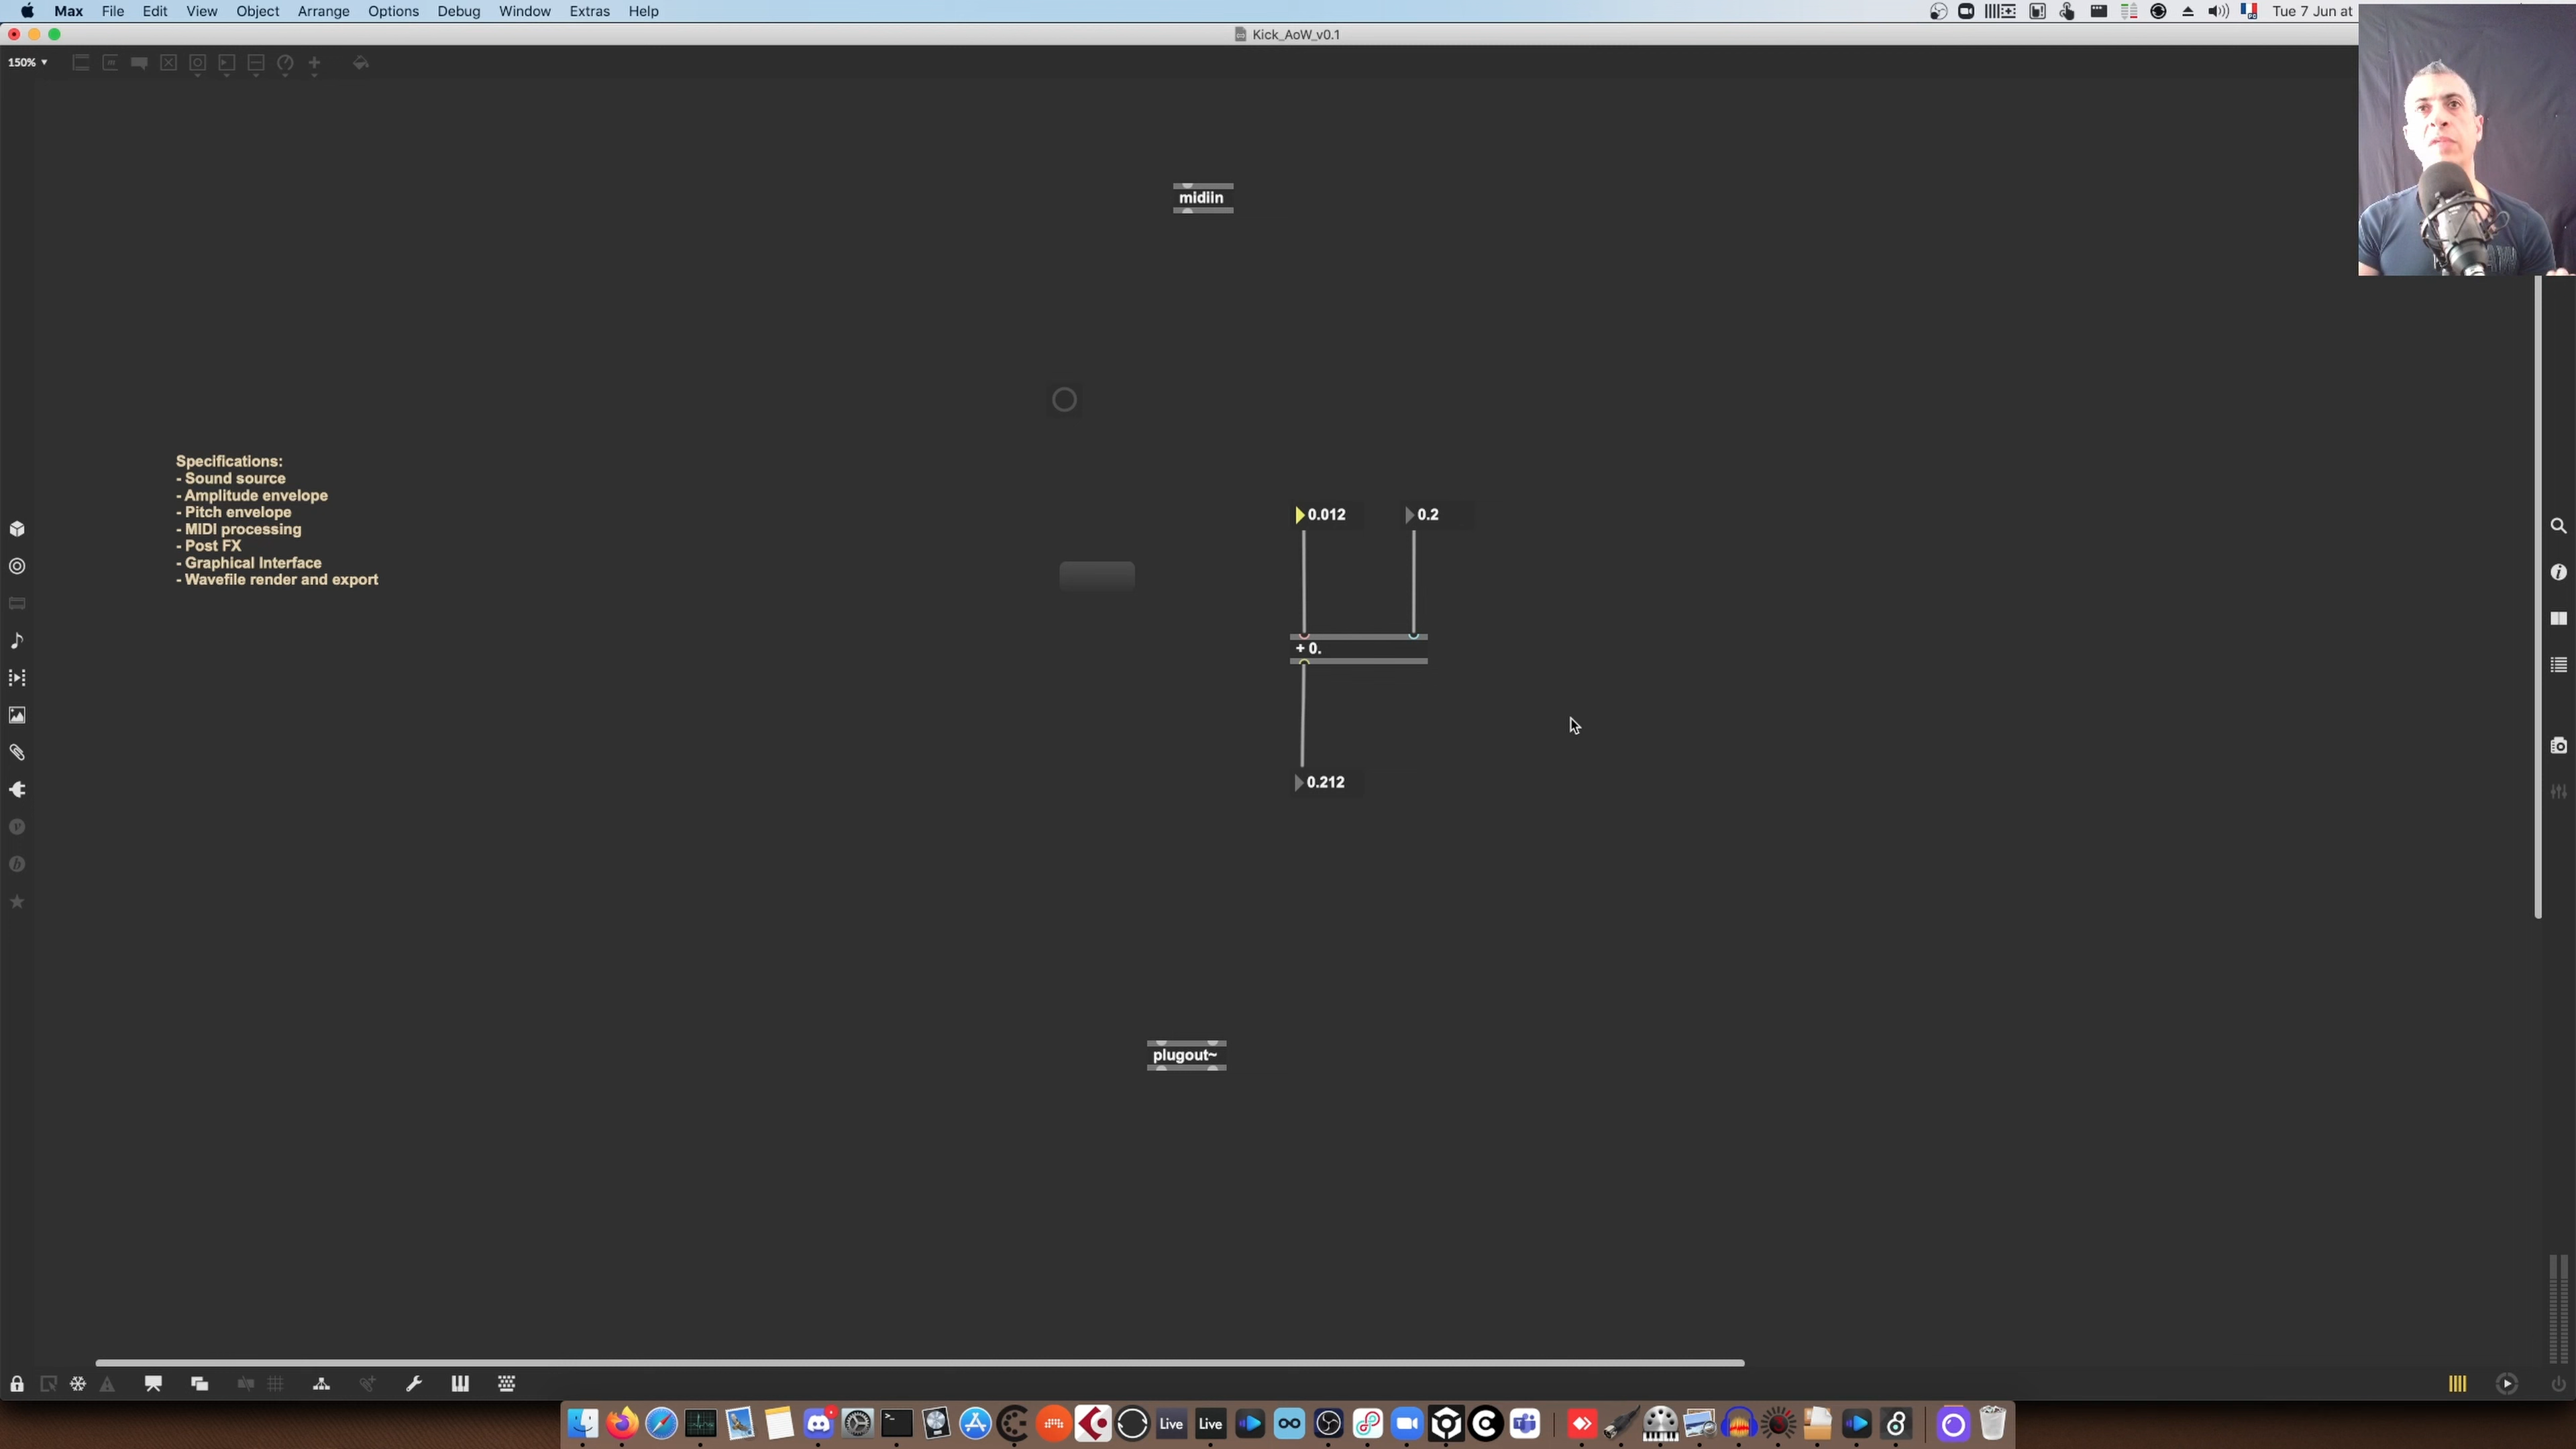 Max File Edit View Object Arrange Options Debug Window Extras Help Tue 7 Jun at
Kick_AoW_v0.1
150%
midiin
Specifications:
- Sound source
- Amplitude envelope
- Pitch envelope
- MIDI processing
- Post FX
- Graphical Interface
- Wavefile render and export
0.012 0.2
+ 0.
0.212
plugout~
Live Live